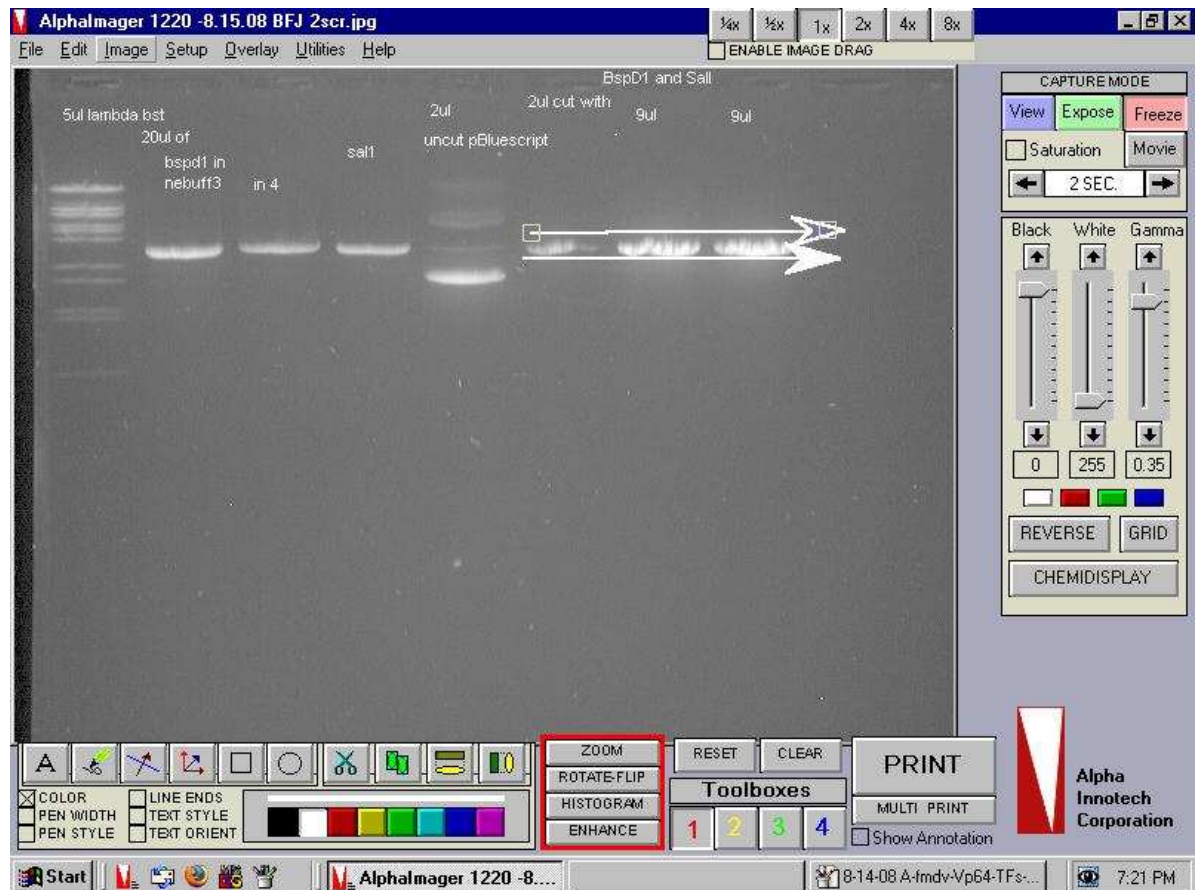 AlphaImager 1220 -8.15.08 BFJ 2scr.jpg
¼x ½x 1x 2x 4x 8x
File Edit Image Setup Overlay Utilities Help
ENABLE IMAGE DRAG
BspD1 and SalI
5ul lambda bst
2ul
2ul cut with
9ul
9ul
20ul of
uncut pBluescript
bspd1 in
sal1
nebuff3
in 4
CAPTURE MODE
View Expose Freeze
Saturation Movie
2 SEC.
Black White Gamma
0 255 0.35
REVERSE GRID
CHEMIDISPLAY
ZOOM
ROTATE-FLIP
HISTOGRAM
ENHANCE
RESET CLEAR
Toolboxes
1 2 3 4
PRINT
MULTI PRINT
Show Annotation
A
COLOR
PEN WIDTH
PEN STYLE
LINE ENDS
TEXT STYLE
TEXT ORIENT
Alpha
Innotech
Corporation
Start
AlphaImager 1220 -8....
8-14-08 A-fmdv-Vp64-TFs-...
7:21 PM